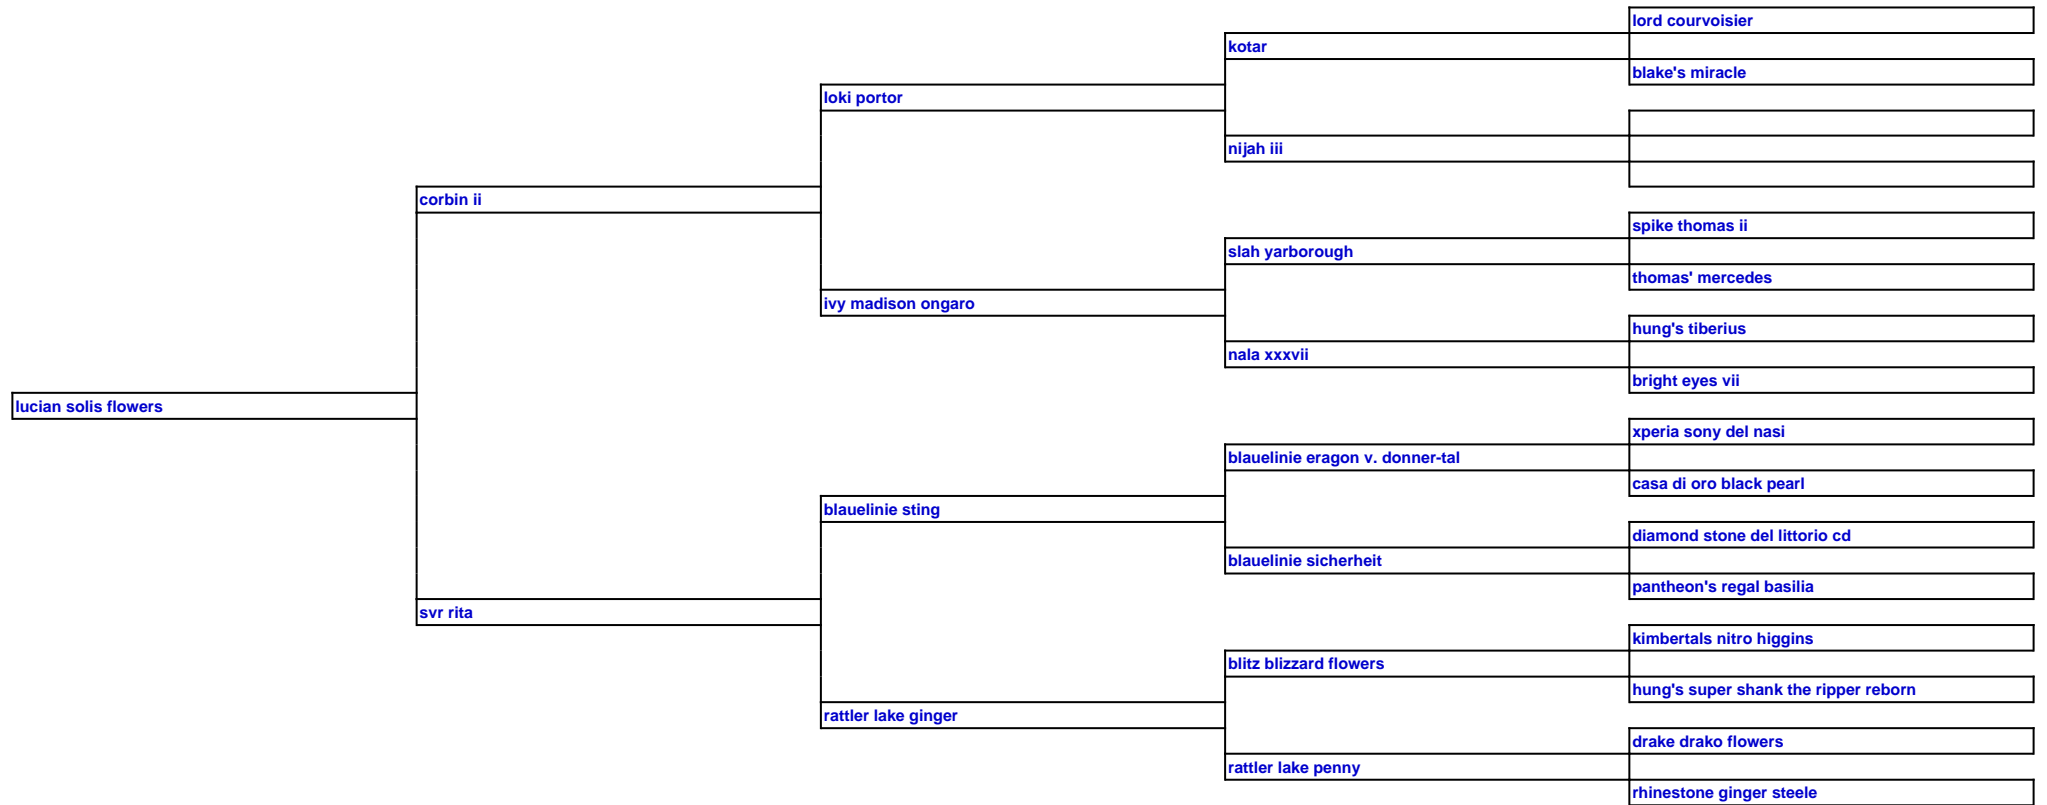 lord courvoisier
kotar
blake's miracle
loki portor
nijah iii
corbin ii
spike thomas ii
slah yarborough
thomas' mercedes
ivy madison ongaro
hung's tiberius
nala xxxvii
bright eyes vii
lucian solis flowers
xperia sony del nasi
blauelinie eragon v. donner-tal
casa di oro black pearl
blauelinie sting
diamond stone del littorio cd
blauelinie sicherheit
pantheon's regal basilia
svr rita
kimbertals nitro higgins
blitz blizzard flowers
hung's super shank the ripper reborn
rattler lake ginger
drake drako flowers
rattler lake penny
rhinestone ginger steele